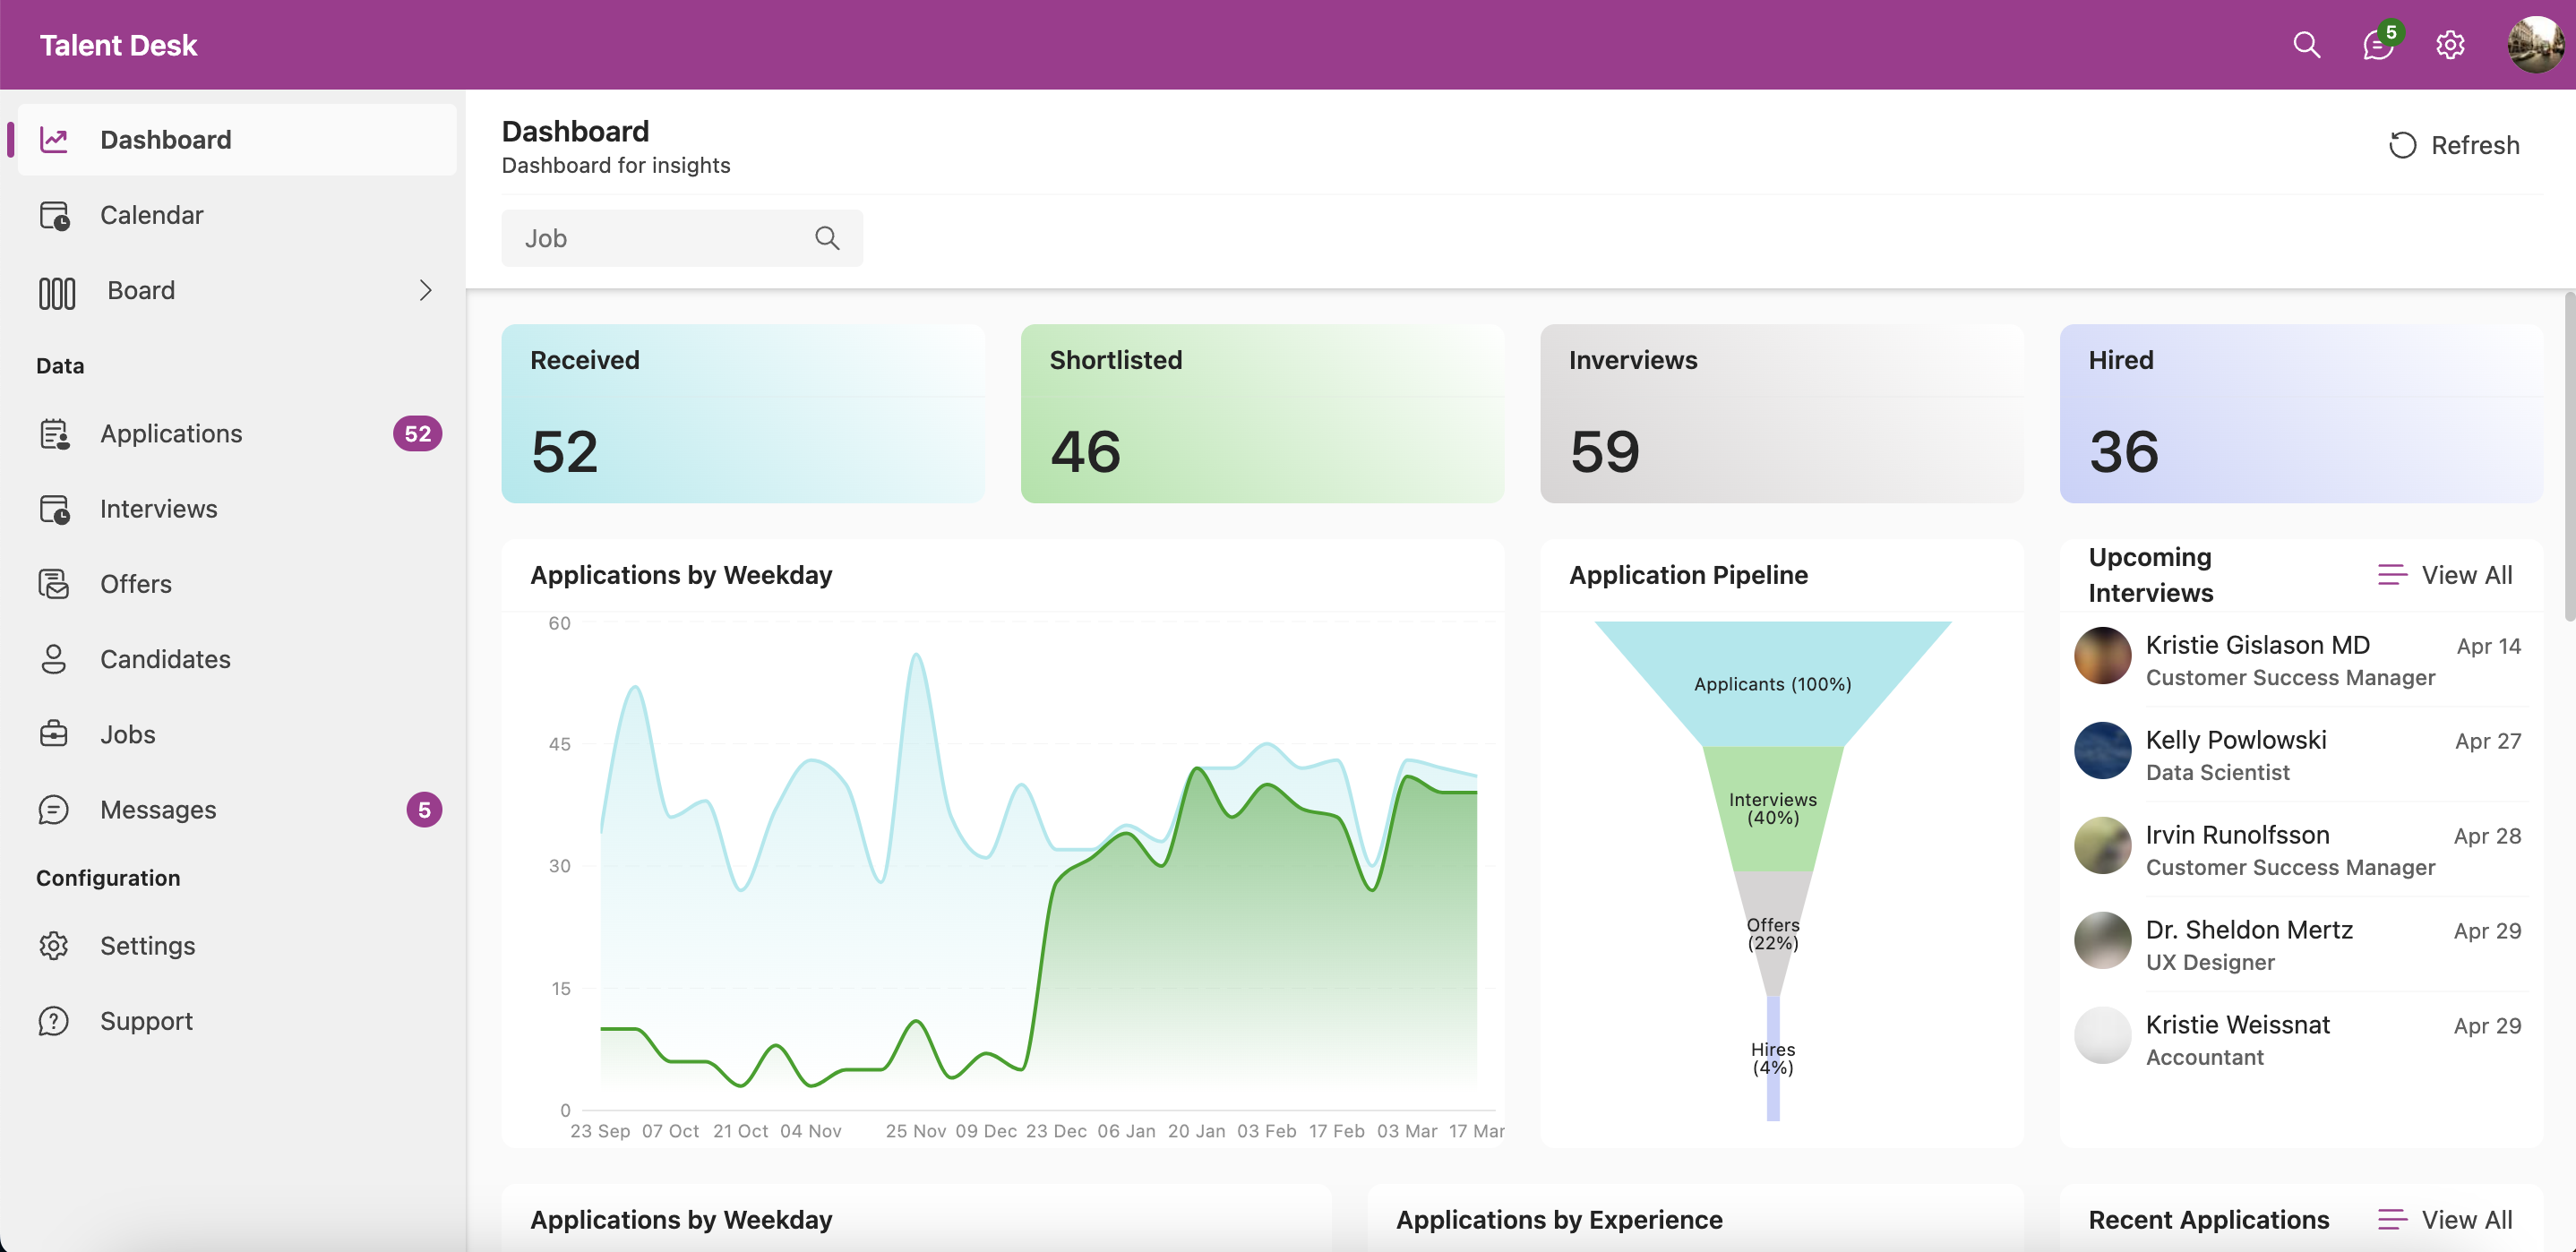 Talent Desk
5
Dashboard
Calendar
Board
Data
Applications 52
Interviews
Offers
Candidates
Jobs
Messages 5
Configuration
Settings
Support
Dashboard
Dashboard for insights
Refresh
Job
Received
52
Shortlisted
46
Inverviews
59
Hired
36
Applications by Weekday
60
45
30
15
0
23 Sep 07 Oct 21 Oct 04 Nov 25 Nov 09 Dec 23 Dec 06 Jan 20 Jan 03 Feb 17 Feb 03 Mar 17 Mar
Application Pipeline
Applicants (100%)
Interviews
(40%)
Offers
(22%)
Hires
(4%)
Upcoming
Interviews
View All
Kristie Gislason MD Apr 14
Customer Success Manager
Kelly Powlowski Apr 27
Data Scientist
Irvin Runolfsson Apr 28
Customer Success Manager
Dr. Sheldon Mertz Apr 29
UX Designer
Kristie Weissnat Apr 29
Accountant
Applications by Weekday
Applications by Experience
Recent Applications
View All